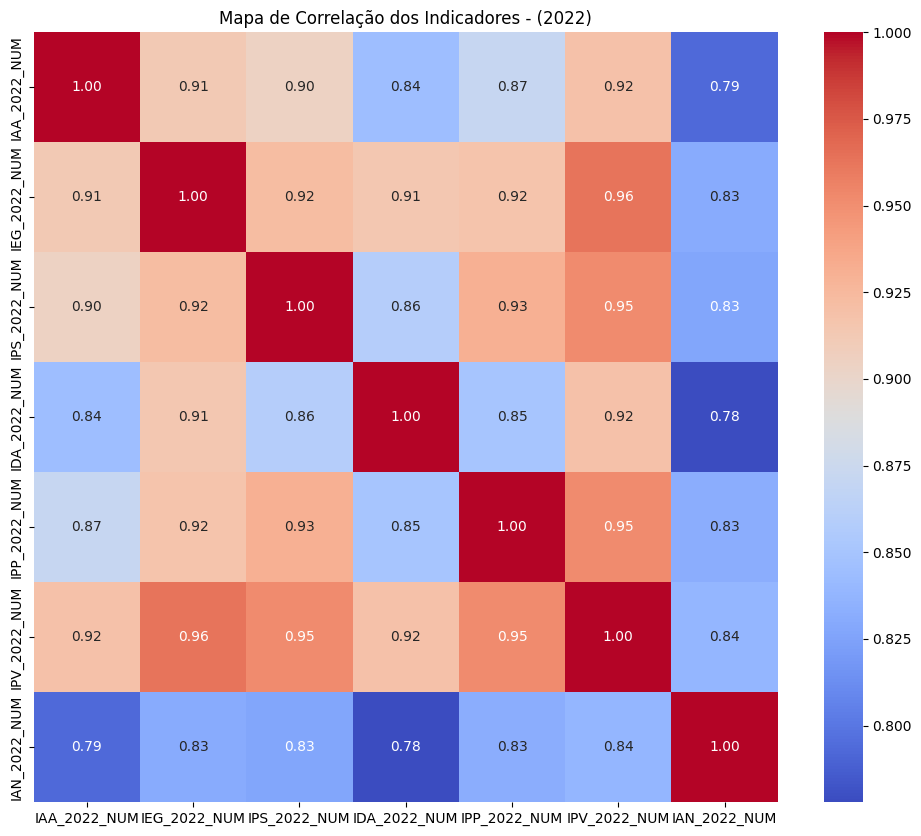 Mapa de Correlação dos Indicadores - (2022)
IAA_2022_NUM 1.00 0.91 0.90 0.84 0.87 0.92 0.79
IEG_2022_NUM 0.91 1.00 0.92 0.91 0.92 0.96 0.83
IPS_2022_NUM 0.90 0.92 1.00 0.86 0.93 0.95 0.83
IDA_2022_NUM 0.84 0.91 0.86 1.00 0.85 0.92 0.78
IPP_2022_NUM 0.87 0.92 0.93 0.85 1.00 0.95 0.83
IPV_2022_NUM 0.92 0.96 0.95 0.92 0.95 1.00 0.84
IAN_2022_NUM 0.79 0.83 0.83 0.78 0.83 0.84 1.00
IAA_2022_NUM IEG_2022_NUM IPS_2022_NUM IDA_2022_NUM IPP_2022_NUM IPV_2022_NUM IAN_2022_NUM
1.000
0.975
0.950
0.925
0.900
0.875
0.850
0.825
0.800